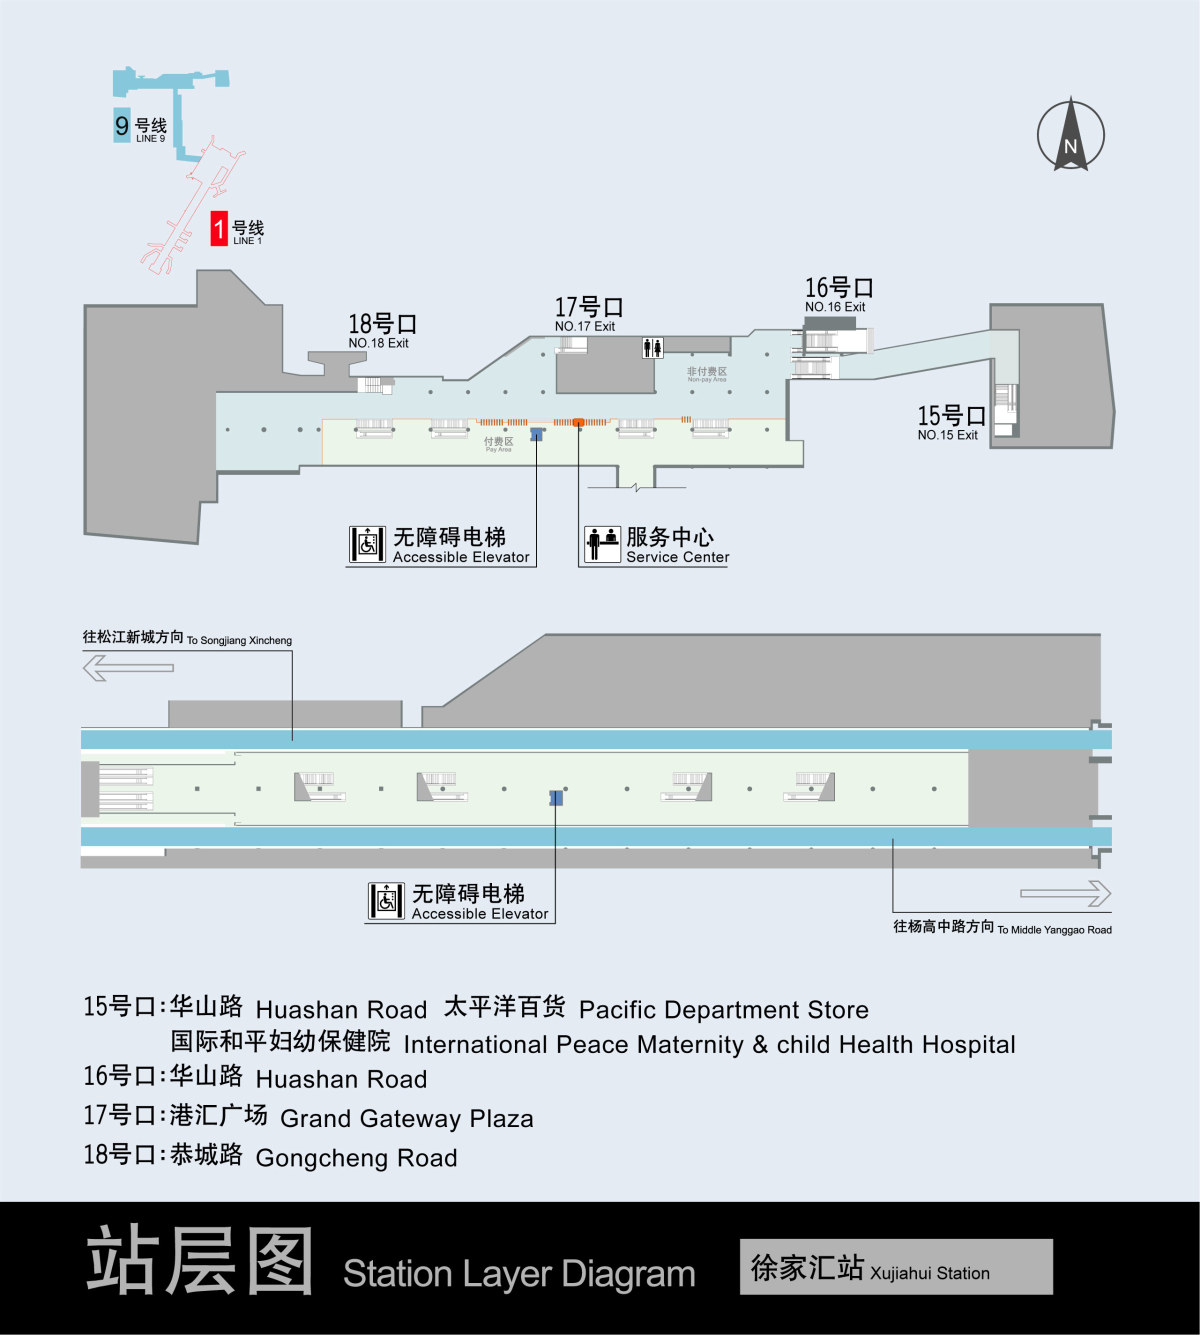 9 号线
LINE 9
1 号线
LINE 1
N
18号口
NO.18 Exit
17号口
NO.17 Exit
16号口
NO.16 Exit
15号口
NO.15 Exit
非付费区
Non-pay Area
付费区
Pay Area
无障碍电梯
Accessible Elevator
服务中心
Service Center
往松江新城方向 To Songjiang Xincheng
无障碍电梯
Accessible Elevator
往杨高中路方向 To Middle Yanggao Road
15号口:华山路 Huashan Road 太平洋百货 Pacific Department Store
国际和平妇幼保健院 International Peace Maternity & child Health Hospital
16号口:华山路 Huashan Road
17号口:港汇广场 Grand Gateway Plaza
18号口:恭城路 Gongcheng Road
站层图 Station Layer Diagram
徐家汇站 Xujiahui Station